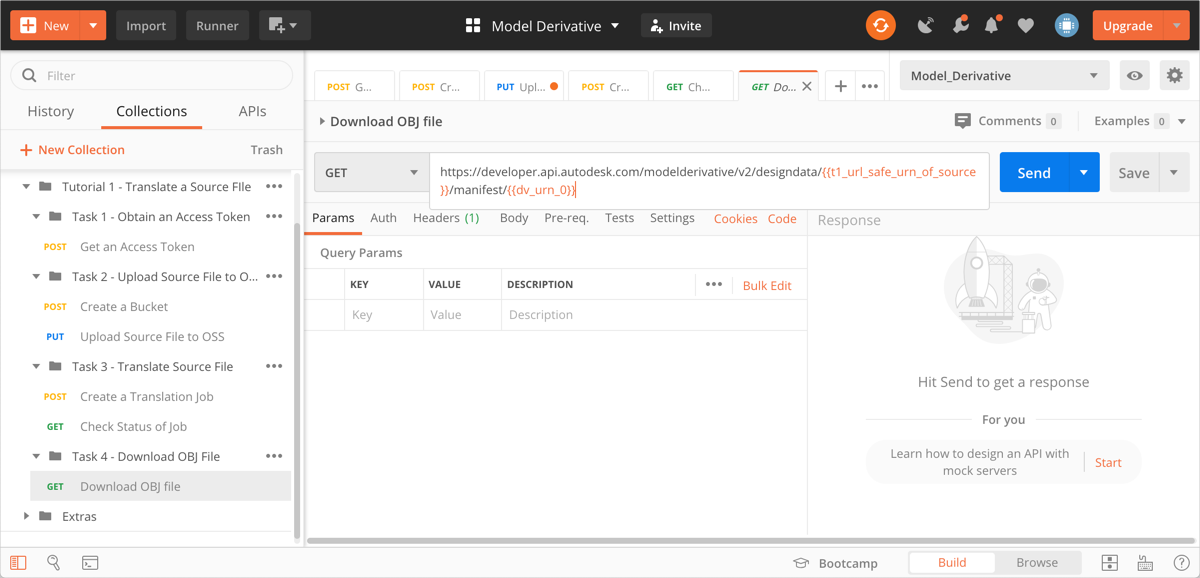 New
Import
Runner
Model Derivative
Invite
Upgrade
Filter
History
Collections
APIs
New Collection
Trash
Tutorial 1 - Translate a Source FIle
Task 1 - Obtain an Access Token
POST Get an Access Token
Task 2 - Upload Source File to O...
POST Create a Bucket
PUT Upload Source File to OSS
Task 3 - Translate Source File
POST Create a Translation Job
GET Check Status of Job
Task 4 - Download OBJ File
GET Download OBJ file
Extras
POST G...
POST Cr...
PUT Upl...
POST Cr...
GET Ch...
GET Do...
Model_Derivative
Download OBJ file
Comments 0
Examples 0
GET
https://developer.api.autodesk.com/modelderivative/v2/designdata/{{t1_url_safe_urn_of_source
}}/manifest/{{dv_urn_0}}
Send
Save
Params
Auth
Headers (1)
Body
Pre-req.
Tests
Settings
Cookies
Code
Response
Query Params
KEY
VALUE
DESCRIPTION
Bulk Edit
Key
Value
Description
Hit Send to get a response
For you
Learn how to design an API with
mock servers
Start
Bootcamp
Build
Browse